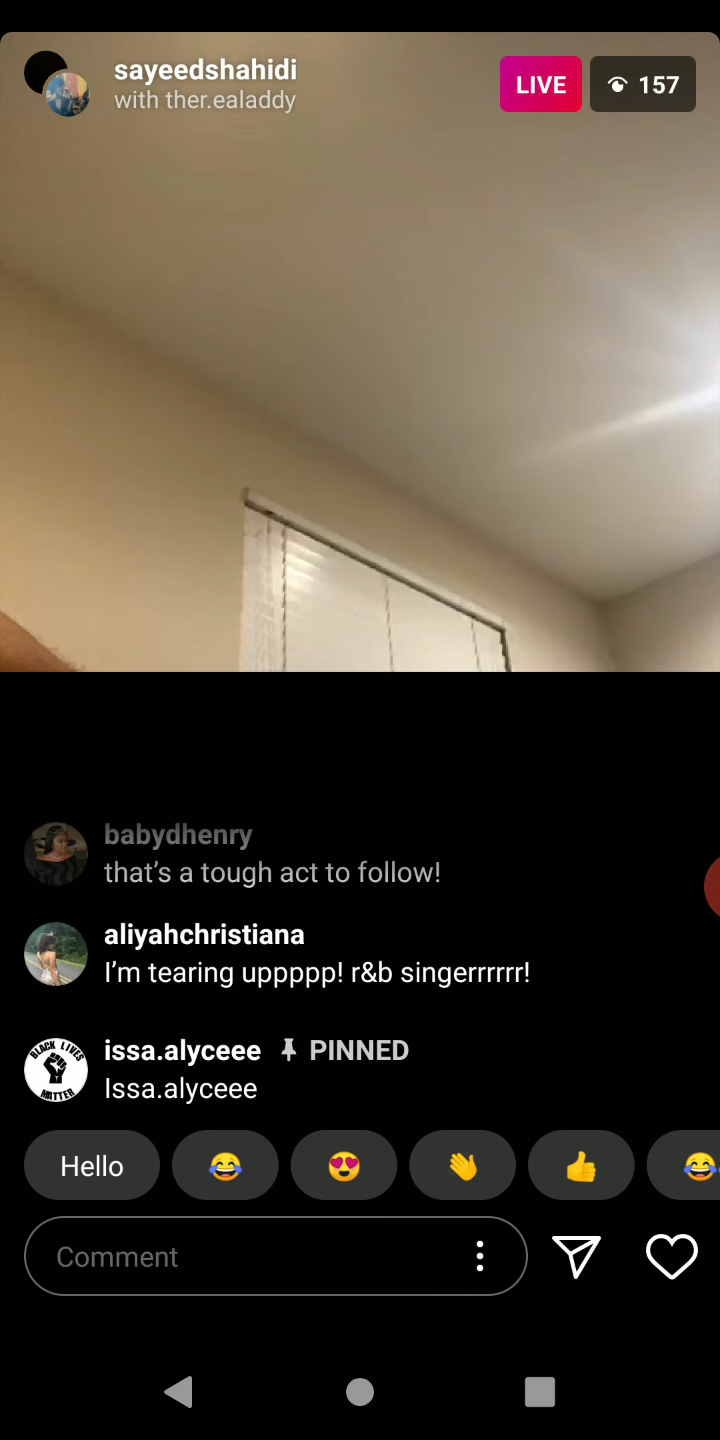 sayeedshahidi
with ther.ealaddy
LIVE
157
babydhenry
that's a tough act to follow!
aliyahchristiana
I'm tearing uppppp! r&b singerrrrrr!
BLACK LIVES
MATTER
issa.alyceee PINNED
Issa.alyceee
Hello
Comment